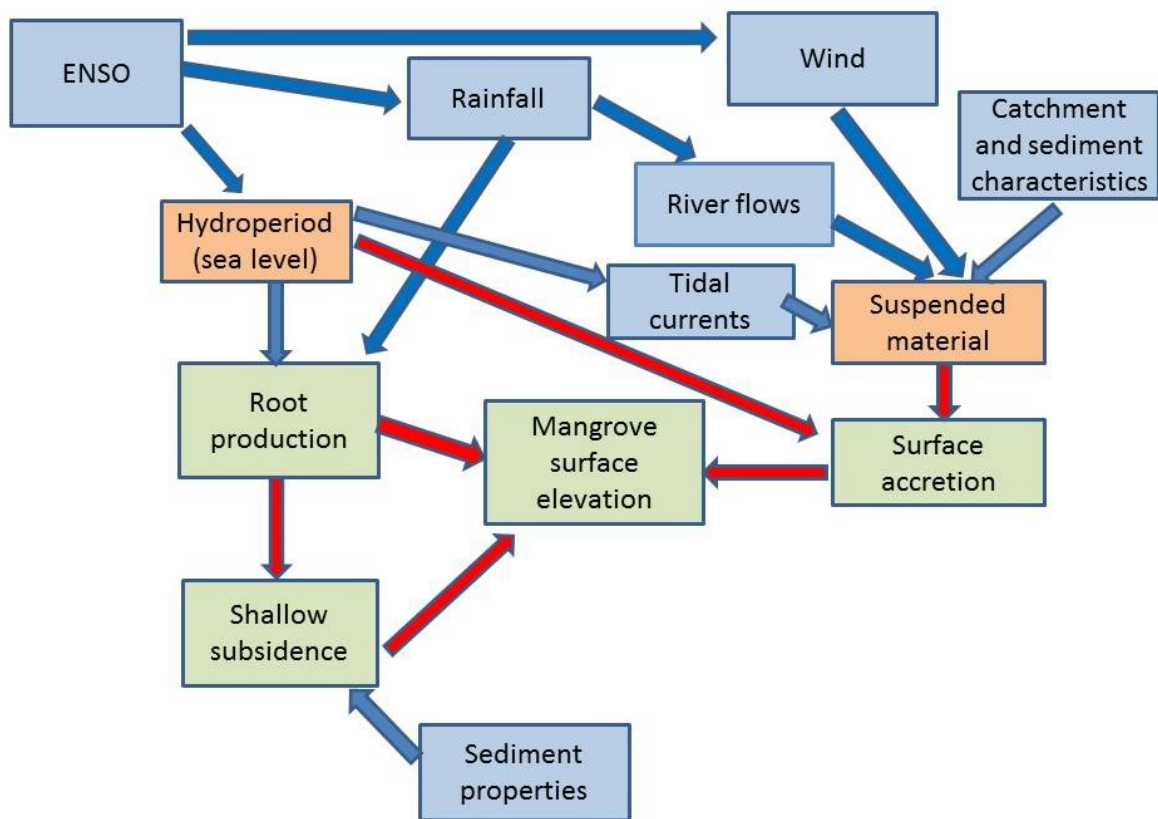 ENSO
Wind
Rainfall
Catchment
and sediment
characteristics
River flows
Hydroperiod
(sea level)
Tidal
currents
Suspended
material
Root
production
Mangrove
surface
elevation
Surface
accretion
Shallow
subsidence
Sediment
properties